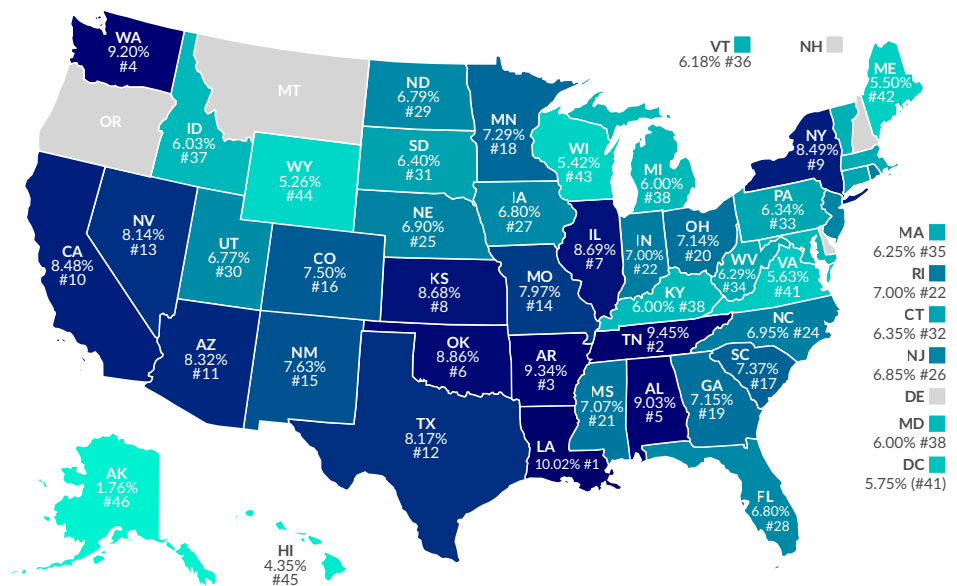 WA
9.20%
#4
VT
6.18% #36
NH
ME
5.50%
#42
MT
ND
6.79%
#29
OR
ID
6.03%
#37
MN
7.29%
#18
NY
8.49%
#9
WI
5.42%
#43
SD
6.40%
#31
WY
5.26%
#44
MI
6.00%
#38
IA
6.80%
#27
PA
6.34%
#33
NE
6.90%
#25
NV
8.14%
#13
IL
8.69%
#7
IN
7.00%
#22
OH
7.14%
#20
MA
6.25% #35
CA
8.48%
#10
UT
6.77%
#30
CO
7.50%
#16
WV
6.29%
#34
VA
5.63%
#41
RI
7.00% #22
KS
8.68%
#8
MO
7.97%
#14
KY
6.00% #38
CT
6.35% #32
NC
6.95% #24
TN 9.45%
#2
AZ
8.32%
#11
NM
7.63%
#15
OK
8.86%
#6
AR
9.34%
#3
SC
7.37%
#17
NJ
6.85% #26
MS
7.07%
#21
AL
9.03%
#5
GA
7.15%
#19
DE
TX
8.17%
#12
MD
6.00% #38
LA
10.02% #1
DC
5.75% (#41)
AK
1.76%
#46
FL
6.80%
#28
HI
4.35%
#45